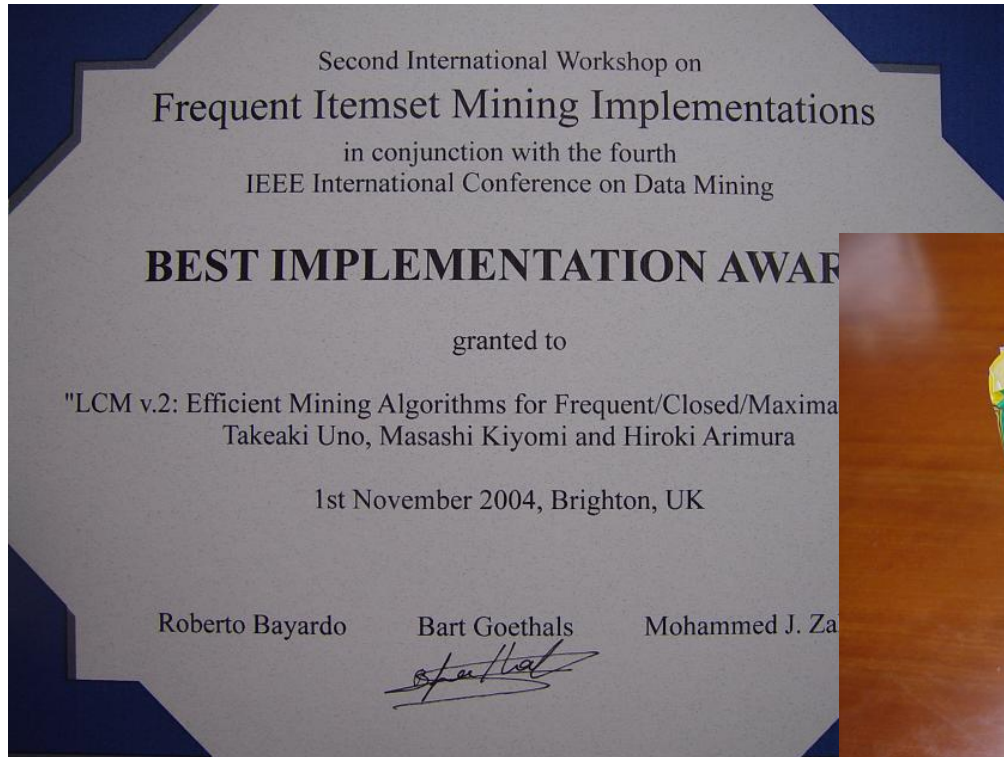 Second International Workshop on
Frequent Itemset Mining Implementations
in conjunction with the fourth
IEEE International Conference on Data Mining
BEST IMPLEMENTATION AWAR
granted to
"LCM v.2: Efficient Mining Algorithms for Frequent/Closed/Maxima
Takeaki Uno, Masashi Kiyomi and Hiroki Arimura
1st November 2004, Brighton, UK
Roberto Bayardo Bart Goethals Mohammed J. Za